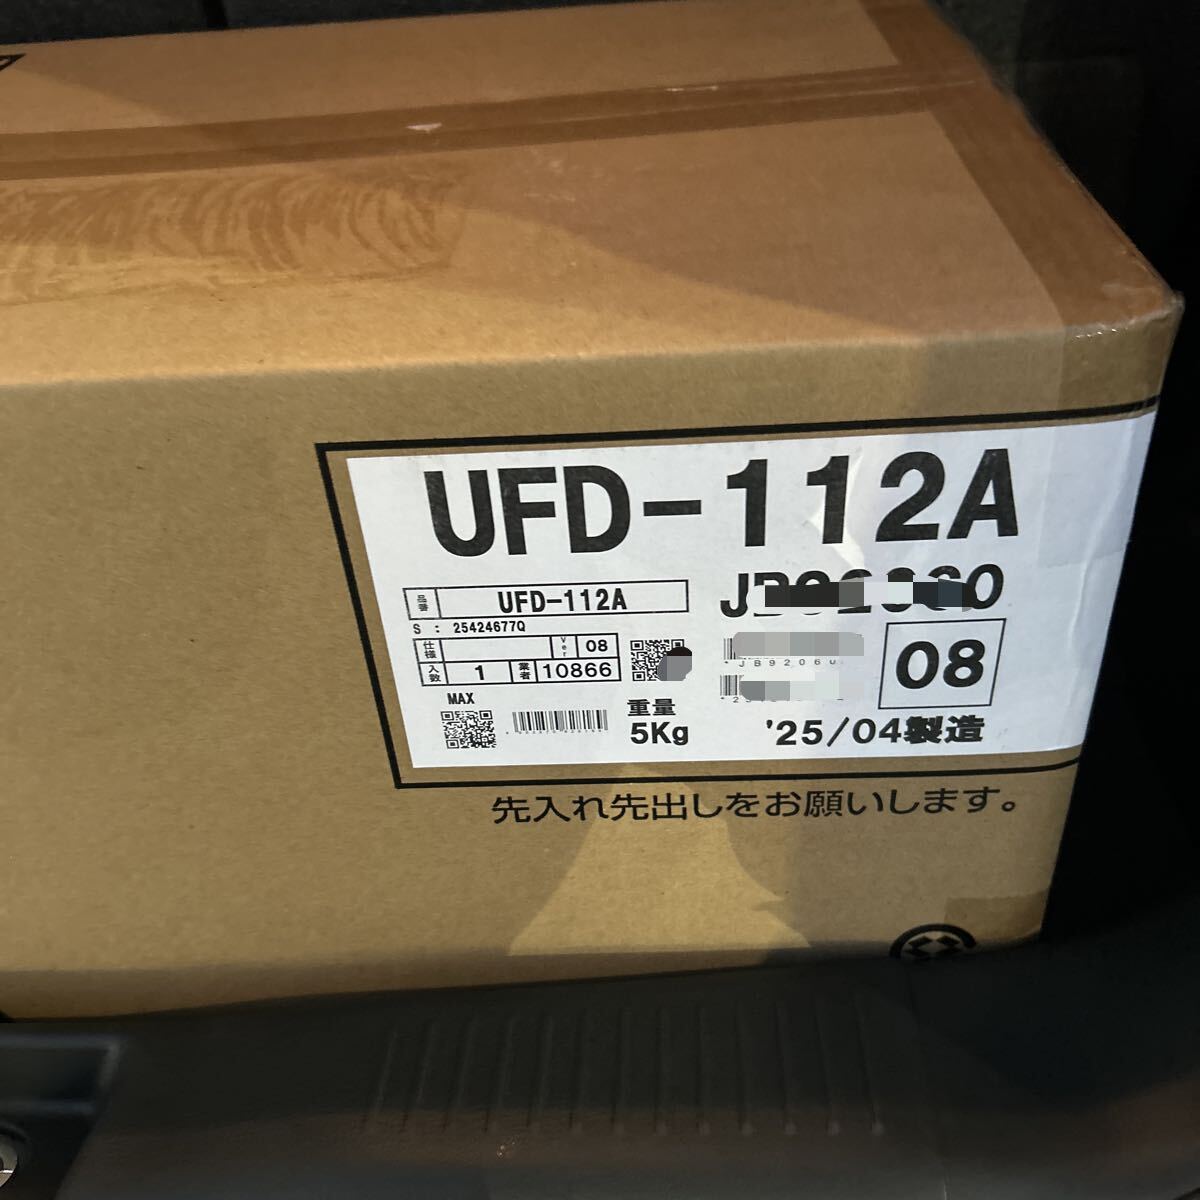 UFD-112A
品番 UFD-112A
S : 25424677Q
仕様 Ver 08
入数 1 業者 10866
MAX
重量
5Kg
08
'25/04製造
先入れ先出しをお願いします。